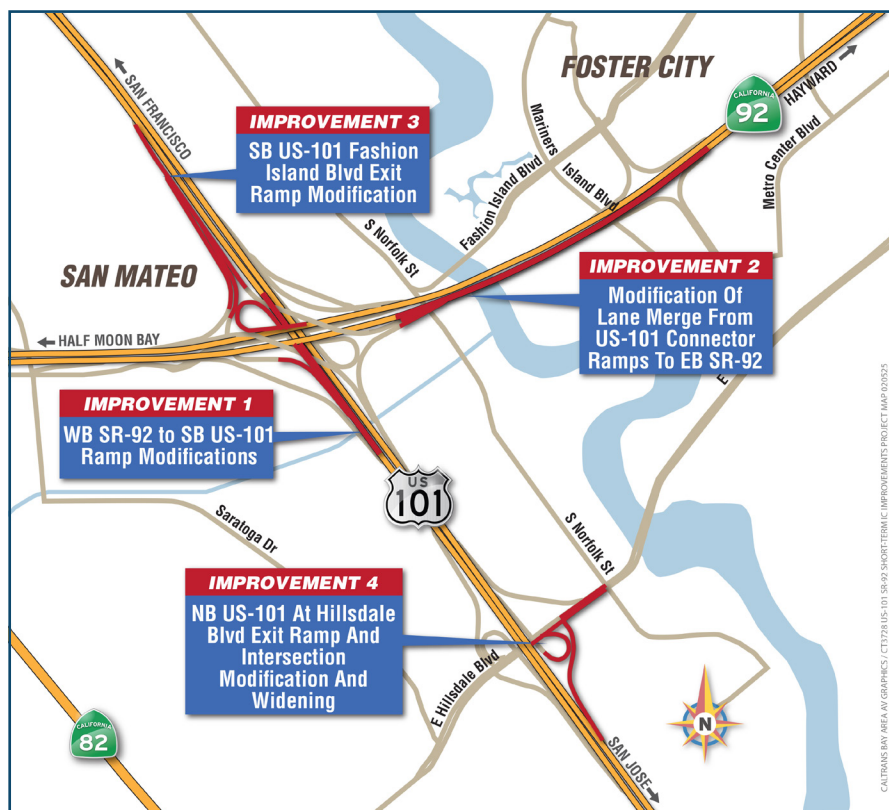 SAN FRANCISCO
FOSTER CITY
CALIFORNIA
92
HAYWARD
Metro Center Blvd
Mariners
Island Blvd
Fashion Island Blvd
S Norfolk St
IMPROVEMENT 3
SB US-101 Fashion
Island Blvd Exit
Ramp Modification
SAN MATEO
HALF MOON BAY
IMPROVEMENT 2
Modification Of
Lane Merge From
US-101 Connector
Ramps To EB SR-92
E
IMPROVEMENT 1
WB SR-92 to SB US-101
Ramp Modifications
US
101
Saratoga Dr
S Norfolk St
IMPROVEMENT 4
NB US-101 At Hillsdale
Blvd Exit Ramp And
Intersection
Modification And
Widening
E Hillsdale Blvd
CALIFORNIA
82
N
SAN JOSE
CALTRANS BAY AREA AV GRAPHICS / CT3728 US-101 SR-92 SHORT-TERM IC IMPROVEMENTS PROJECT MAP 020525